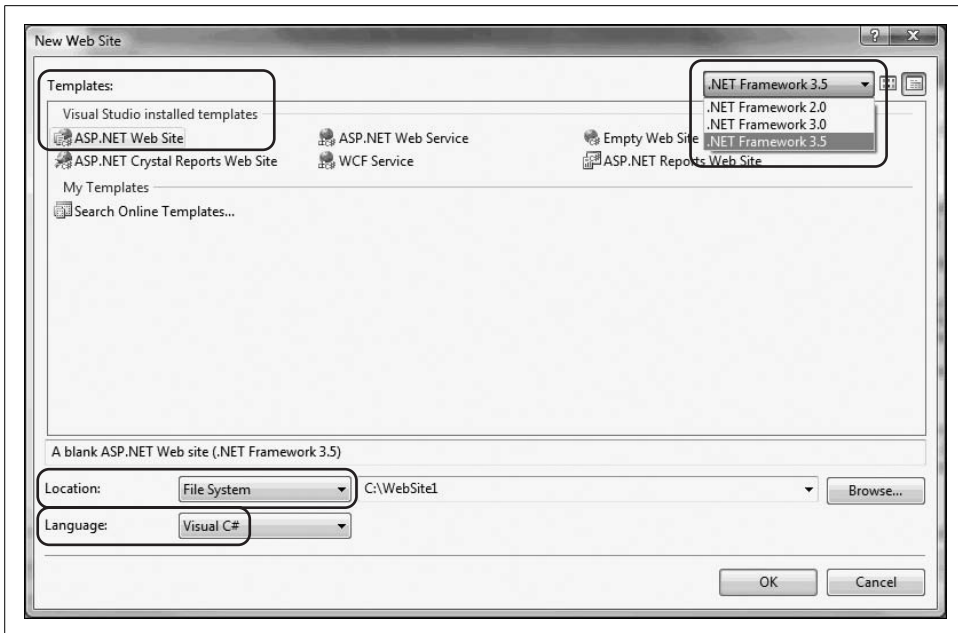 New Web Site
? X
Templates:
.NET Framework 3.5
.NET Framework 2.0
.NET Framework 3.0
.NET Framework 3.5
Visual Studio installed templates
ASP.NET Web Site
ASP.NET Web Service
Empty Web Site
ASP.NET Crystal Reports Web Site
WCF Service
ASP.NET Reports Web Site
My Templates
Search Online Templates...
A blank ASP.NET Web site (.NET Framework 3.5)
Location:
File System
C:\WebSite1
Browse...
Language:
Visual C#
OK
Cancel